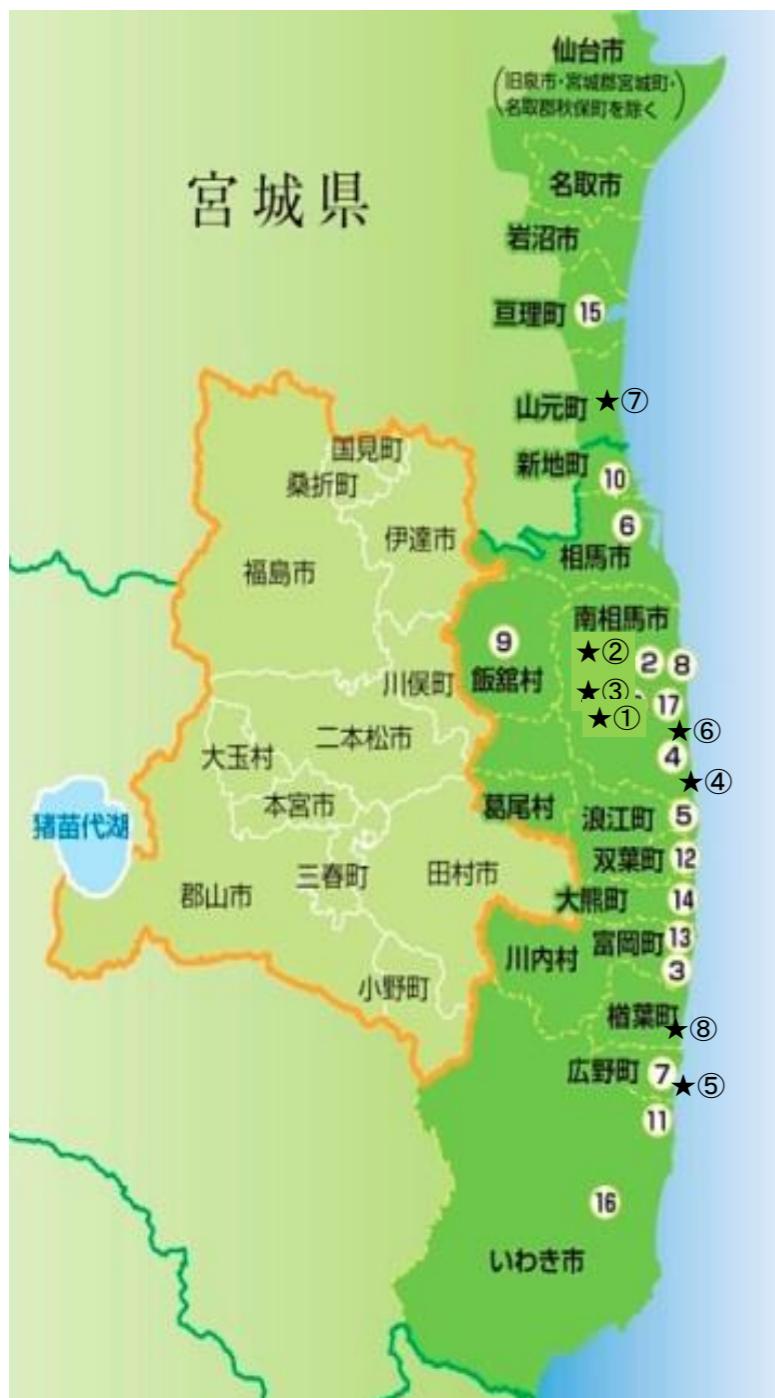 仙台市
(旧泉市・宮城郡宮城町・
名取郡秋保町を除く)
宮城県
名取市
岩沼市
亘理町 15
山元町 ★⑦
新地町
10
国見町
桑折町
伊達市
6
相馬市
福島市
南相馬市
9
★② 2 8
飯舘村
川俣町
★③ 17
★①
★⑥
二本松市
大玉村
4
★④
本宮市
葛尾村
浪江町 5
猪苗代湖
双葉町 12
三春町
田村市
郡山市
大熊町 14
富岡町 13
川内村
3
小野町
楢葉町
★⑧
広野町 7 ★⑤
11
16
いわき市